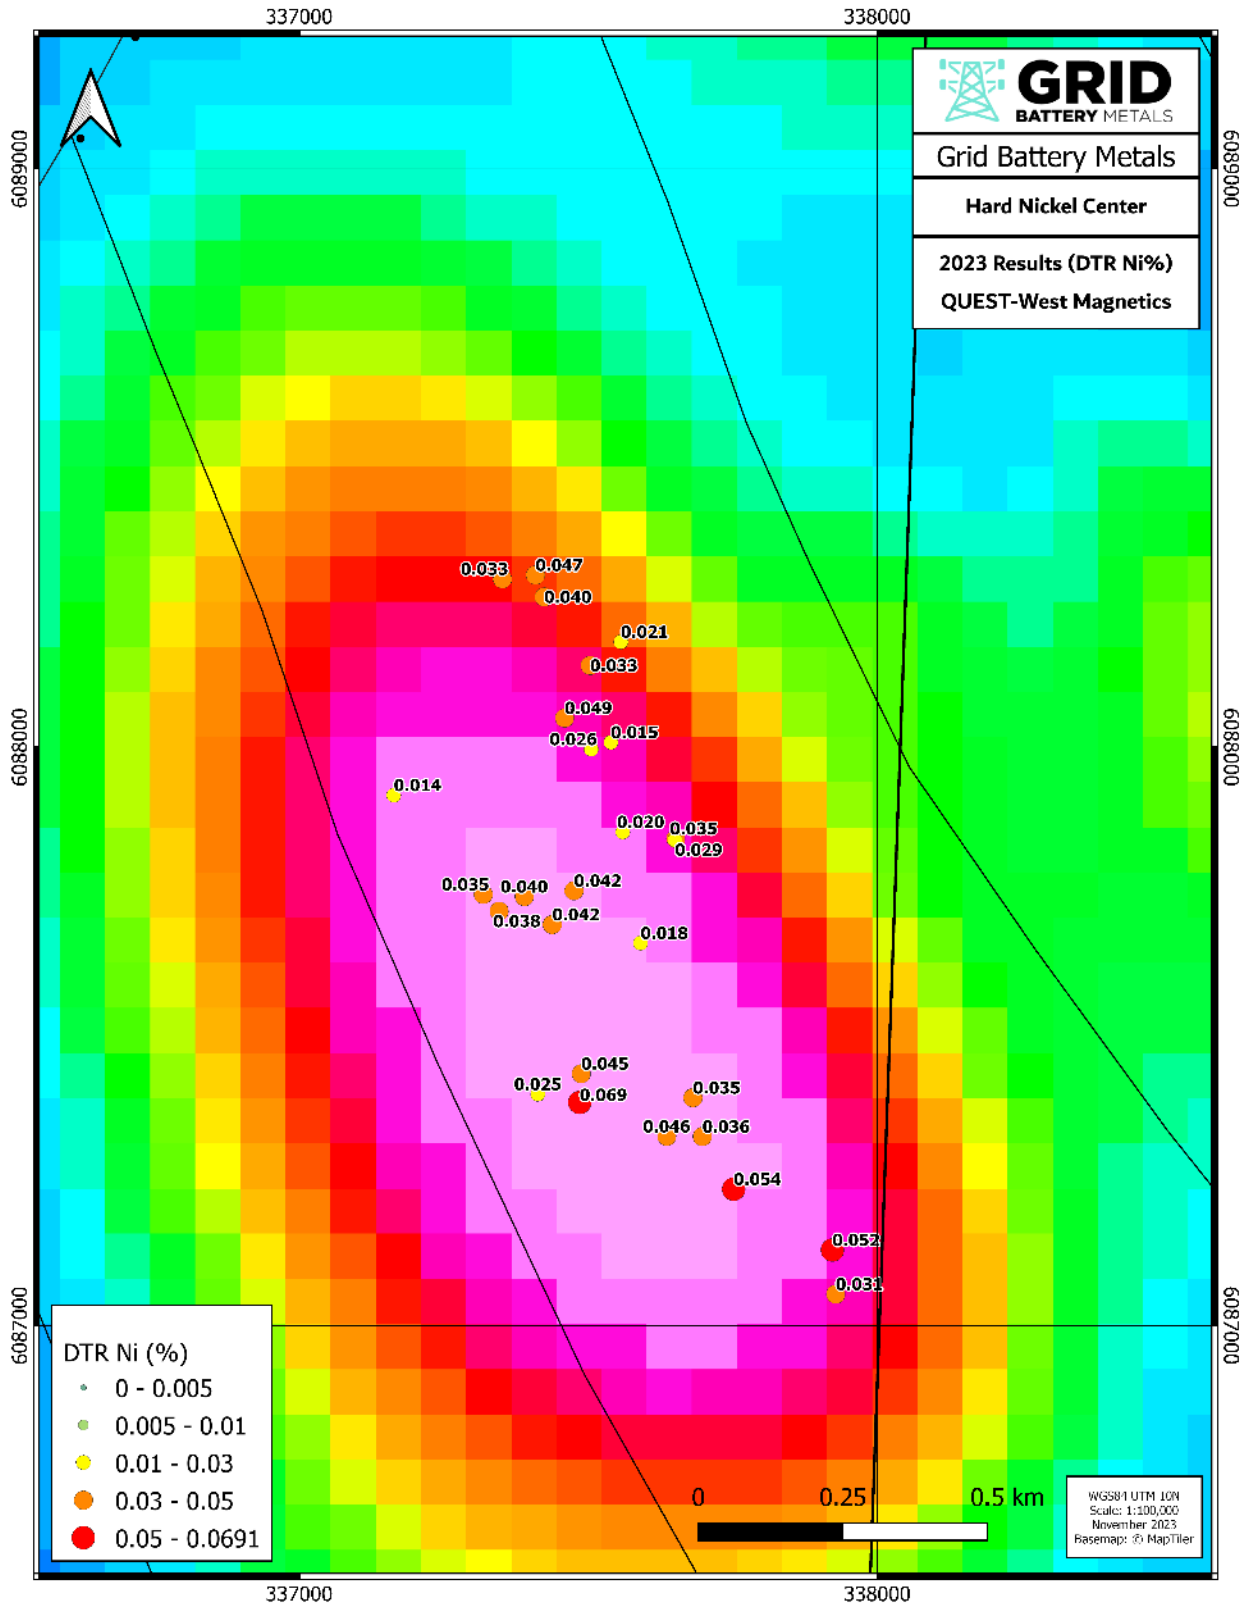 337000
338000
GRID
BATTERY METALS
Grid Battery Metals
Hard Nickel Center
2023 Results (DTR Ni%)
QUEST-West Magnetics
6089000
6089000
0.033
0.047
0.040
0.021
0.033
0.049
0.026
0.015
6088000
6088000
0.014
0.020
0.035
0.029
0.035
0.040
0.042
0.038
0.042
0.018
0.045
0.025
0.069
0.035
0.046
0.036
0.054
0.052
0.031
6087000
6087000
DTR Ni (%)
0 - 0.005
0.005 - 0.01
0.01 - 0.03
0.03 - 0.05
0.05 - 0.0691
0 0.25 0.5 km
WGS84 UTM 10N
Scale: 1:100,000
November 2023
Basemap: © MapTiler
337000
338000